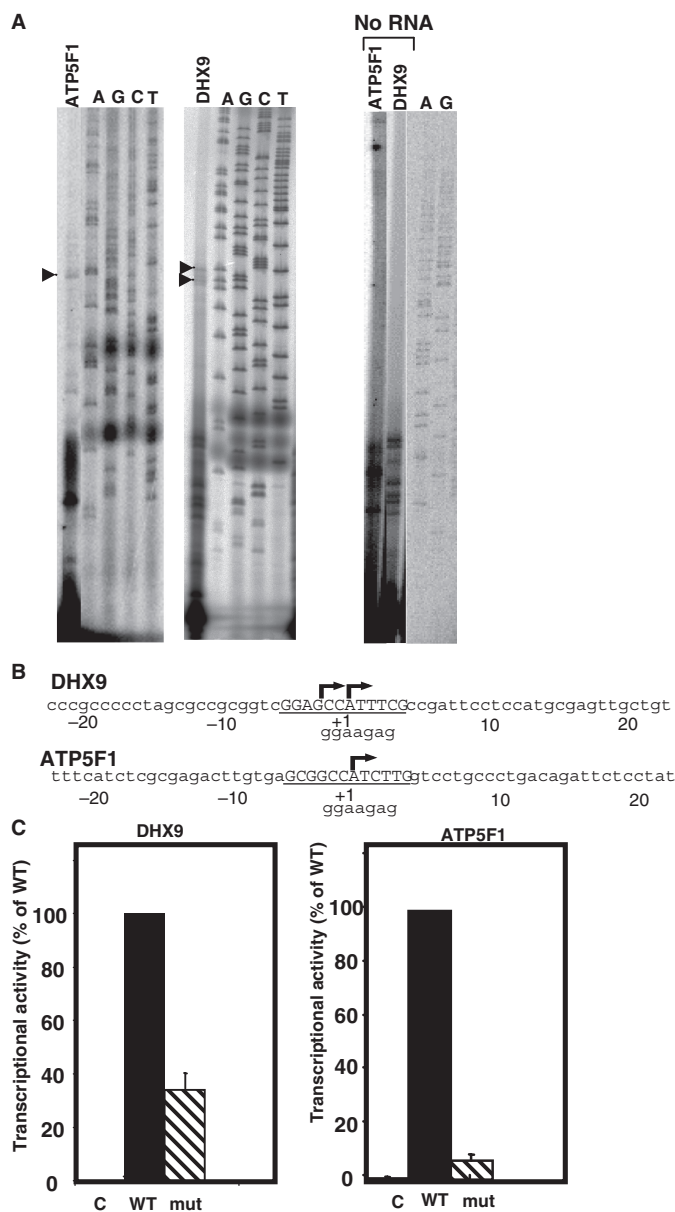 A
No RNA
ATP5F1
A G C T
DHX9
A G C T
ATP5F1
DHX9
A G
B
DHX9
cccgcccccctagcgccgcggtcGGAGCCATTTCGccgattcctccatgcgagttgctgt
−20 −10 +1 10 20
ggaagag
ATP5F1
tttcatctcgcgagacttgtgaGCGGCCATCTTGgtcctgccctgacagattctcctat
−20 −10 +1 10 20
ggaagag
C
DHX9
Transcriptional activity (% of WT)
100
80
60
40
20
0
C WT mut
ATP5F1
Transcriptional activity (% of WT)
100
80
60
40
20
0
C WT mut